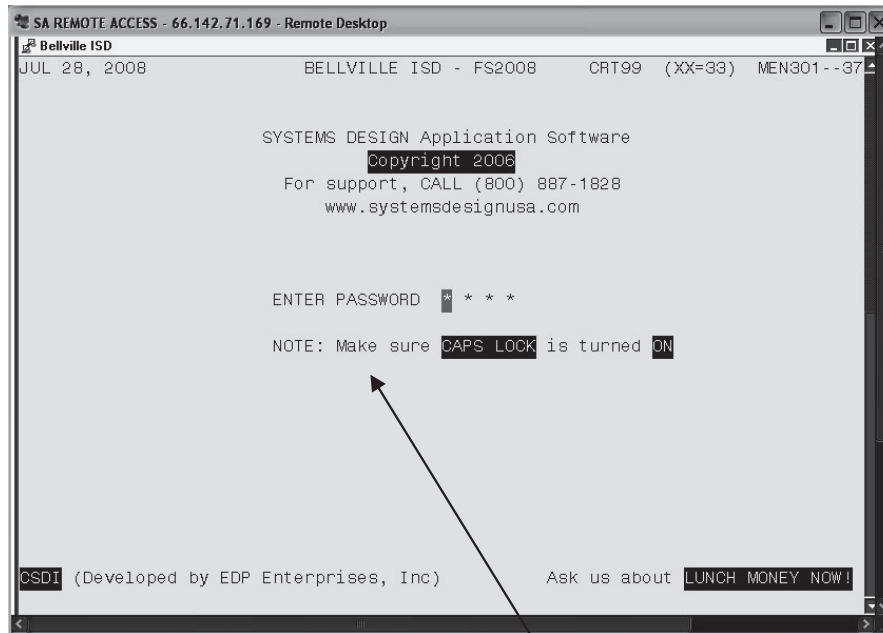 SA REMOTE ACCESS - 66.142.71.169 - Remote Desktop
Bellville ISD
JUL 28, 2008 BELLVILLE ISD - FS2008 CRT99 (XX=33) MEN301--37
SYSTEMS DESIGN Application Software
Copyright 2006
For support, CALL (800) 887-1828
www.systemsdesignusa.com
ENTER PASSWORD * * * *
NOTE: Make sure CAPS LOCK is turned ON
CSDI (Developed by EDP Enterprises, Inc) Ask us about LUNCH MONEY NOW!